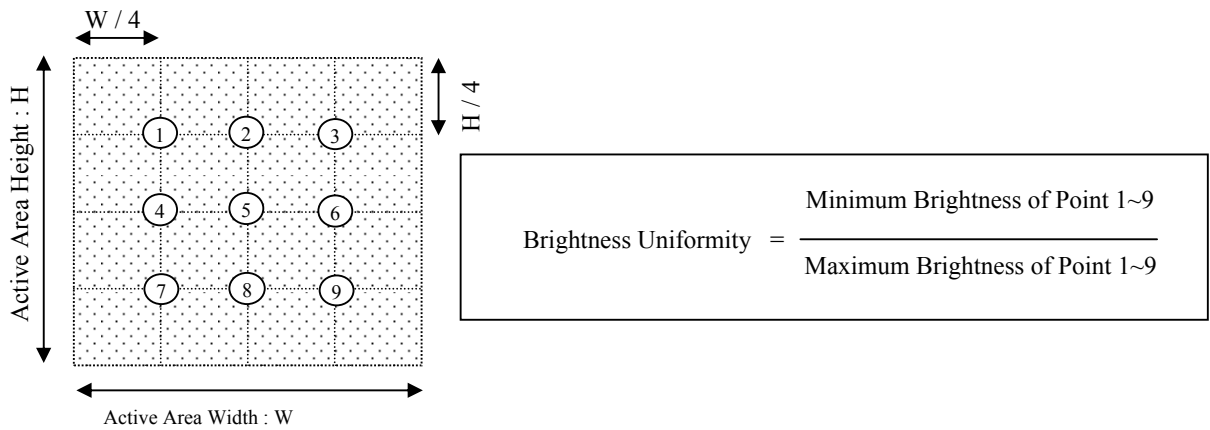 W / 4
H / 4
Active Area Height : H
1 2 3
4 5 6
7 8 9
Active Area Width : W
Minimum Brightness of Point 1~9
Brightness Uniformity =
Maximum Brightness of Point 1~9